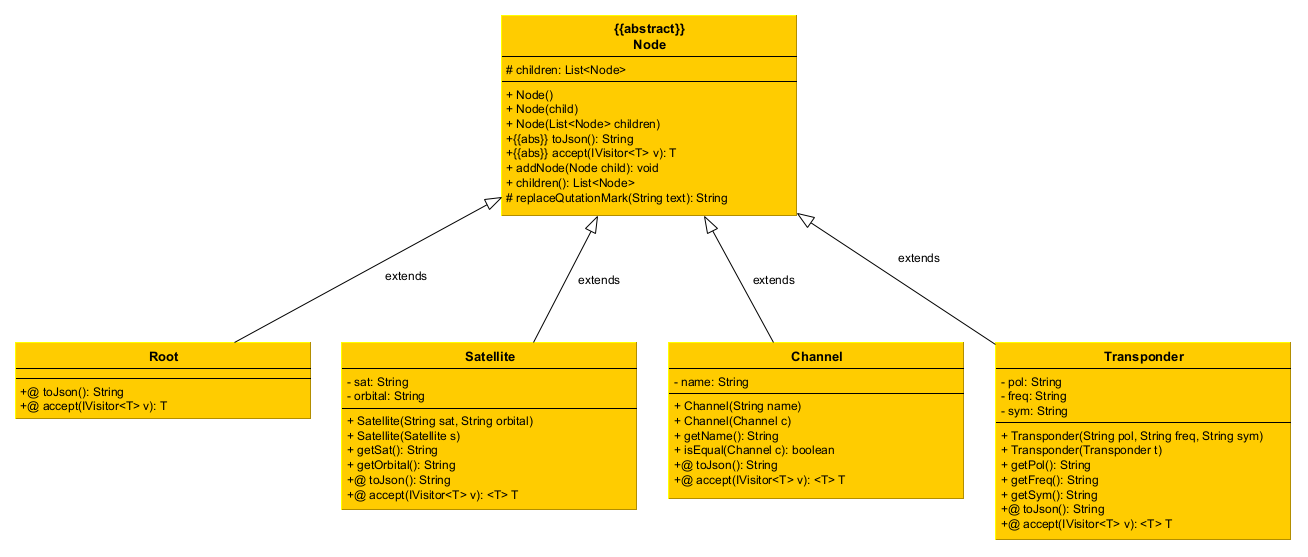 {{abstract}}
Node
# children: List<Node>
+ Node()
+ Node(child)
+ Node(List<Node> children)
+{{abs}} toJson(): String
+{{abs}} accept(IVisitor<T> v): T
+ addNode(Node child): void
+ children(): List<Node>
# replaceQutationMark(String text): String
extends
extends
extends
extends
Root
+@ toJson(): String
+@ accept(IVisitor<T> v): T
Satellite
- sat: String
- orbital: String
+ Satellite(String sat, String orbital)
+ Satellite(Satellite s)
+ getSat(): String
+ getOrbital(): String
+@ toJson(): String
+@ accept(IVisitor<T> v): <T> T
Channel
- name: String
+ Channel(String name)
+ Channel(Channel c)
+ getName(): String
+ isEqual(Channel c): boolean
+@ toJson(): String
+@ accept(IVisitor<T> v): <T> T
Transponder
- pol: String
- freq: String
- sym: String
+ Transponder(String pol, String freq, String sym)
+ Transponder(Transponder t)
+ getPol(): String
+ getFreq(): String
+ getSym(): String
+@ toJson(): String
+@ accept(IVisitor<T> v): <T> T